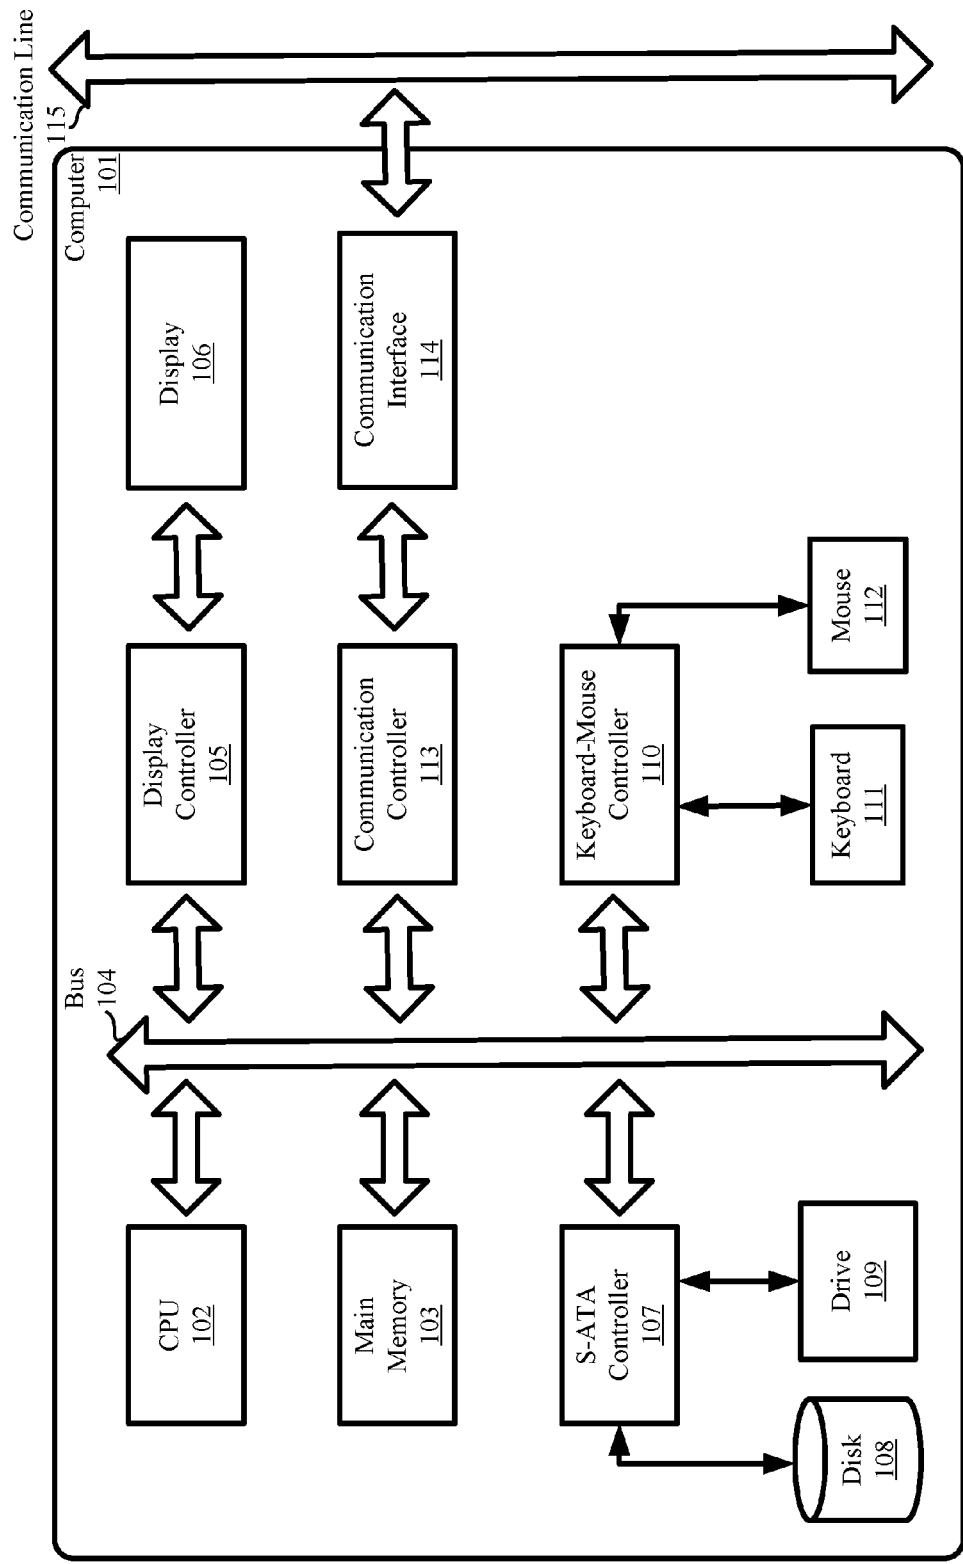 Communication Line
115
Computer
101
Bus
104
CPU
102
Display
Controller
105
Display
106
Main
Memory
103
Communication
Controller
113
Communication
Interface
114
S-ATA
Controller
107
Keyboard-Mouse
Controller
110
Disk
108
Drive
109
Keyboard
111
Mouse
112